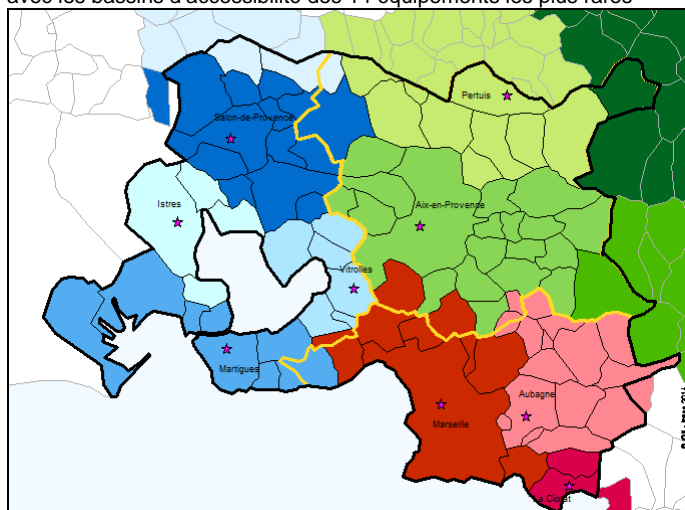 avec les bassins d'accessibilité des 44 équipements les plus rares
Pertuis
Salon-de-Provence
Istres
Aix-en-Provence
Vitrolles
Martigues
Aubagne
Marseille
La Ciotat